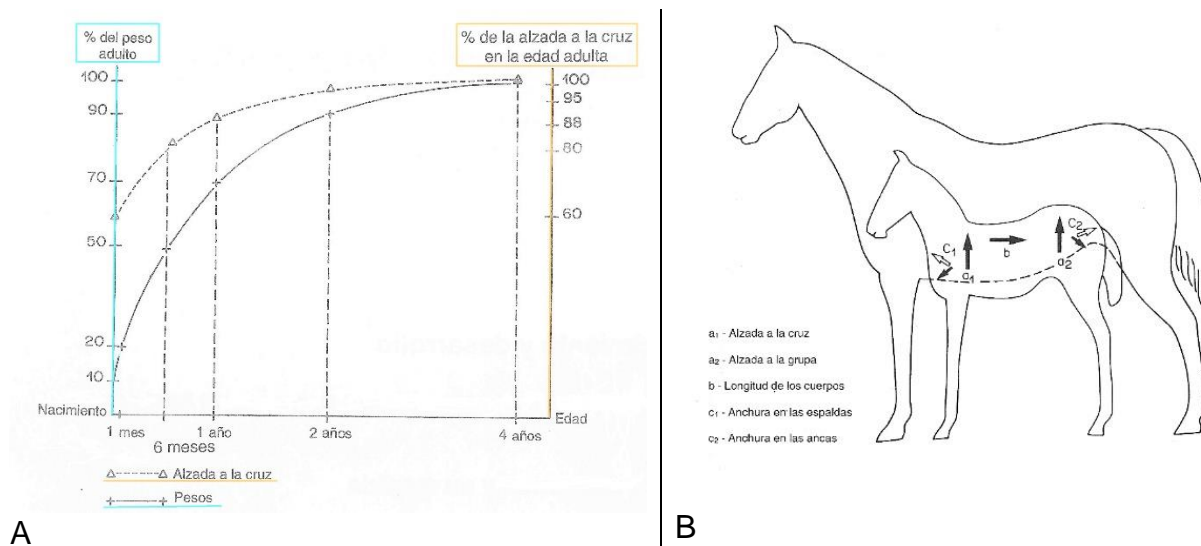 % del peso
adulto
% de la alzada a la cruz
en la edad adulta
100
90
70
50
20
10
100
95
88
80
60
Nacimiento
Edad
1 mes
6 meses
1 año
2 años
4 años
Alzada a la cruz
Pesos
A
C₁
a₁
b
a₂
C₂
a₁ - Alzada a la cruz
a₂ - Alzada a la grupa
b - Longitud de los cuerpos
c₁ - Anchura en las espaldas
c₂ - Anchura en las ancas
B